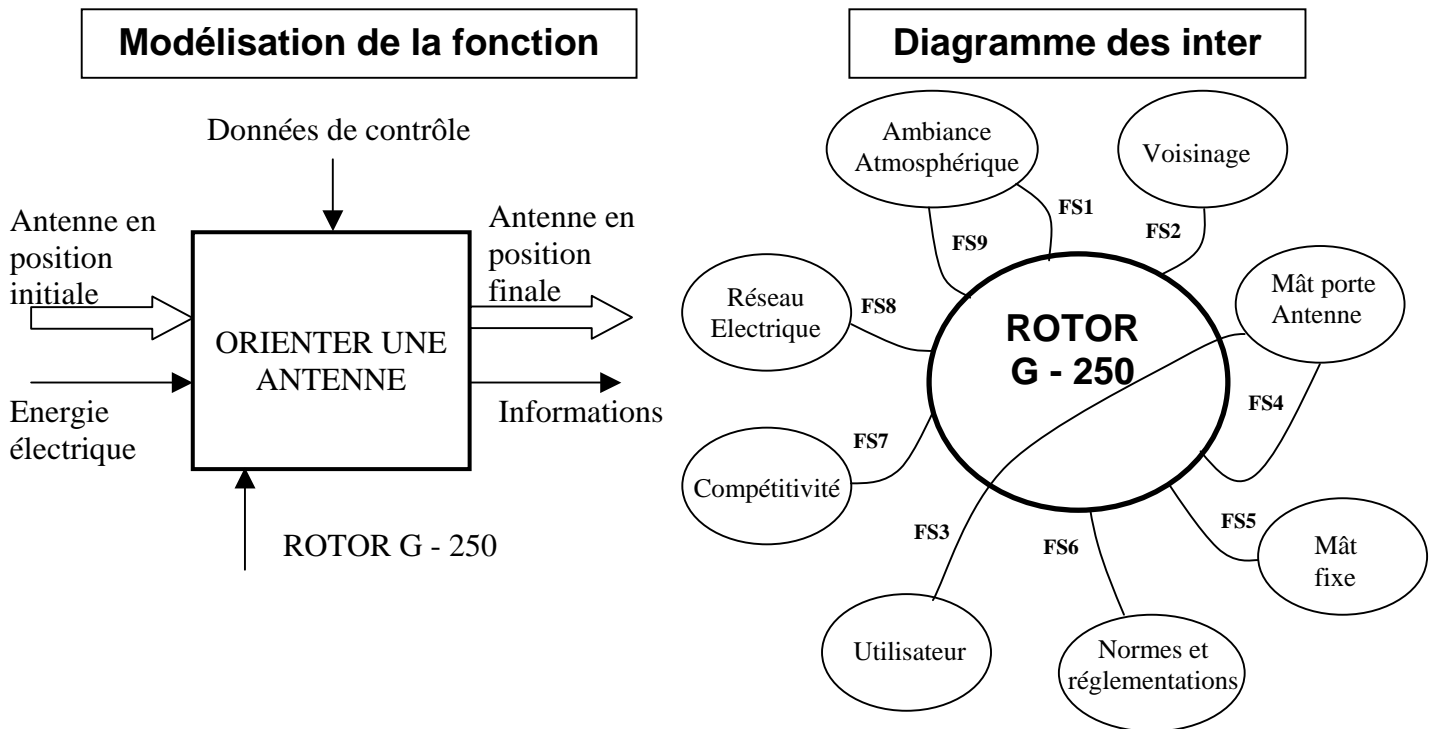 Modélisation de la fonction
Données de contrôle
Antenne en
position
initiale
Antenne en
position
finale
ORIENTER UNE
ANTENNE
Energie
électrique
Informations
ROTOR G - 250
Diagramme des inter
Ambiance
Atmosphérique
Voisinage
FS1
FS2
FS9
Réseau
Electrique
FS8
Mât porte
Antenne
ROTOR
G - 250
FS4
FS7
Compétitivité
FS3
FS6
FS5
Mât
fixe
Utilisateur
Normes et
réglementations